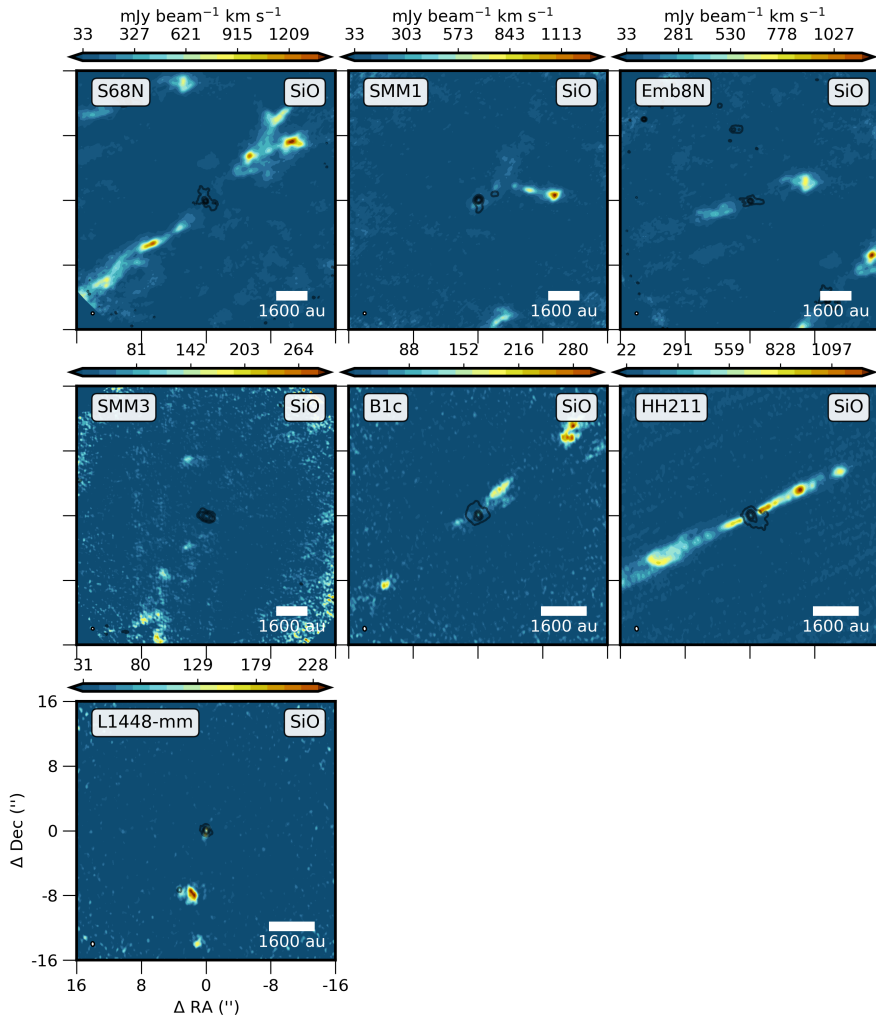 mJy beam⁻¹ km s⁻¹ mJy beam⁻¹ km s⁻¹ mJy beam⁻¹ km s⁻¹
33 327 621 915 1209 33 303 573 843 1113 33 281 530 778 1027
S68N SiO SMM1 SiO Emb8N SiO
1600 au 1600 au 1600 au
81 142 203 264 88 152 216 280 22 291 559 828 1097
SMM3 SiO B1c SiO HH211 SiO
1600 au 1600 au 1600 au
31 80 129 179 228
16
L1448-mm SiO
8
0
Δ Dec ('')
-8
1600 au
-16
16 8 0 -8 -16
Δ RA ('')